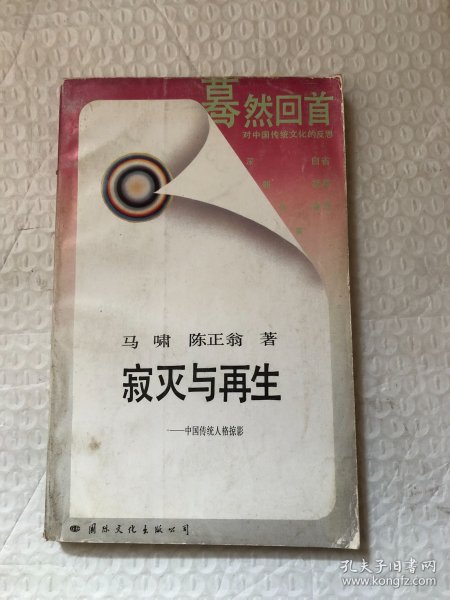 蓦然回首
对中国传统文化的反思
自省
马啸 陈正翁 著
寂灭与再生
——中国传统人格掠影
国际文化出版公司
孔夫子旧书网
www.kongfz.com